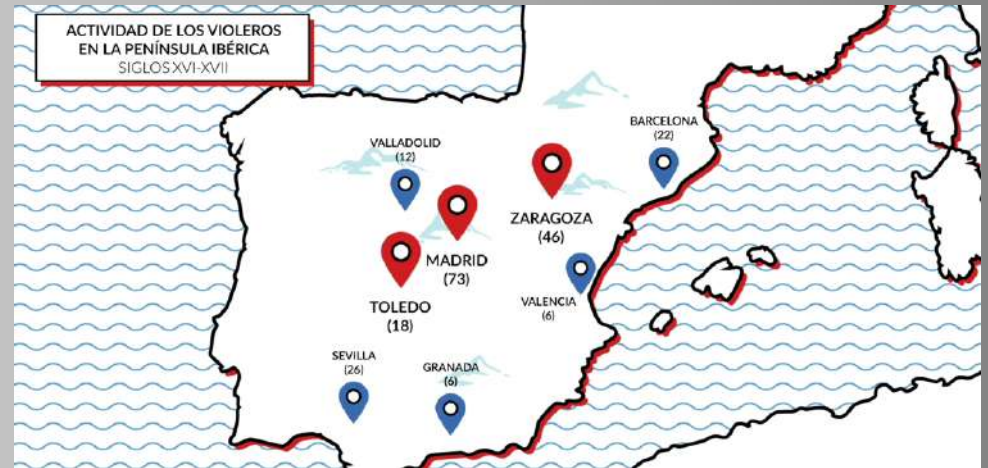 ACTIVIDAD DE LOS VIOLEROS
EN LA PENÍNSULA IBÉRICA
SIGLOS XVI-XVII
BARCELONA
(22)
VALLADOLID
(12)
ZARAGOZA
(46)
MADRID
(73)
VALENCIA
(6)
TOLEDO
(18)
SEVILLA
(26)
GRANADA
(6)